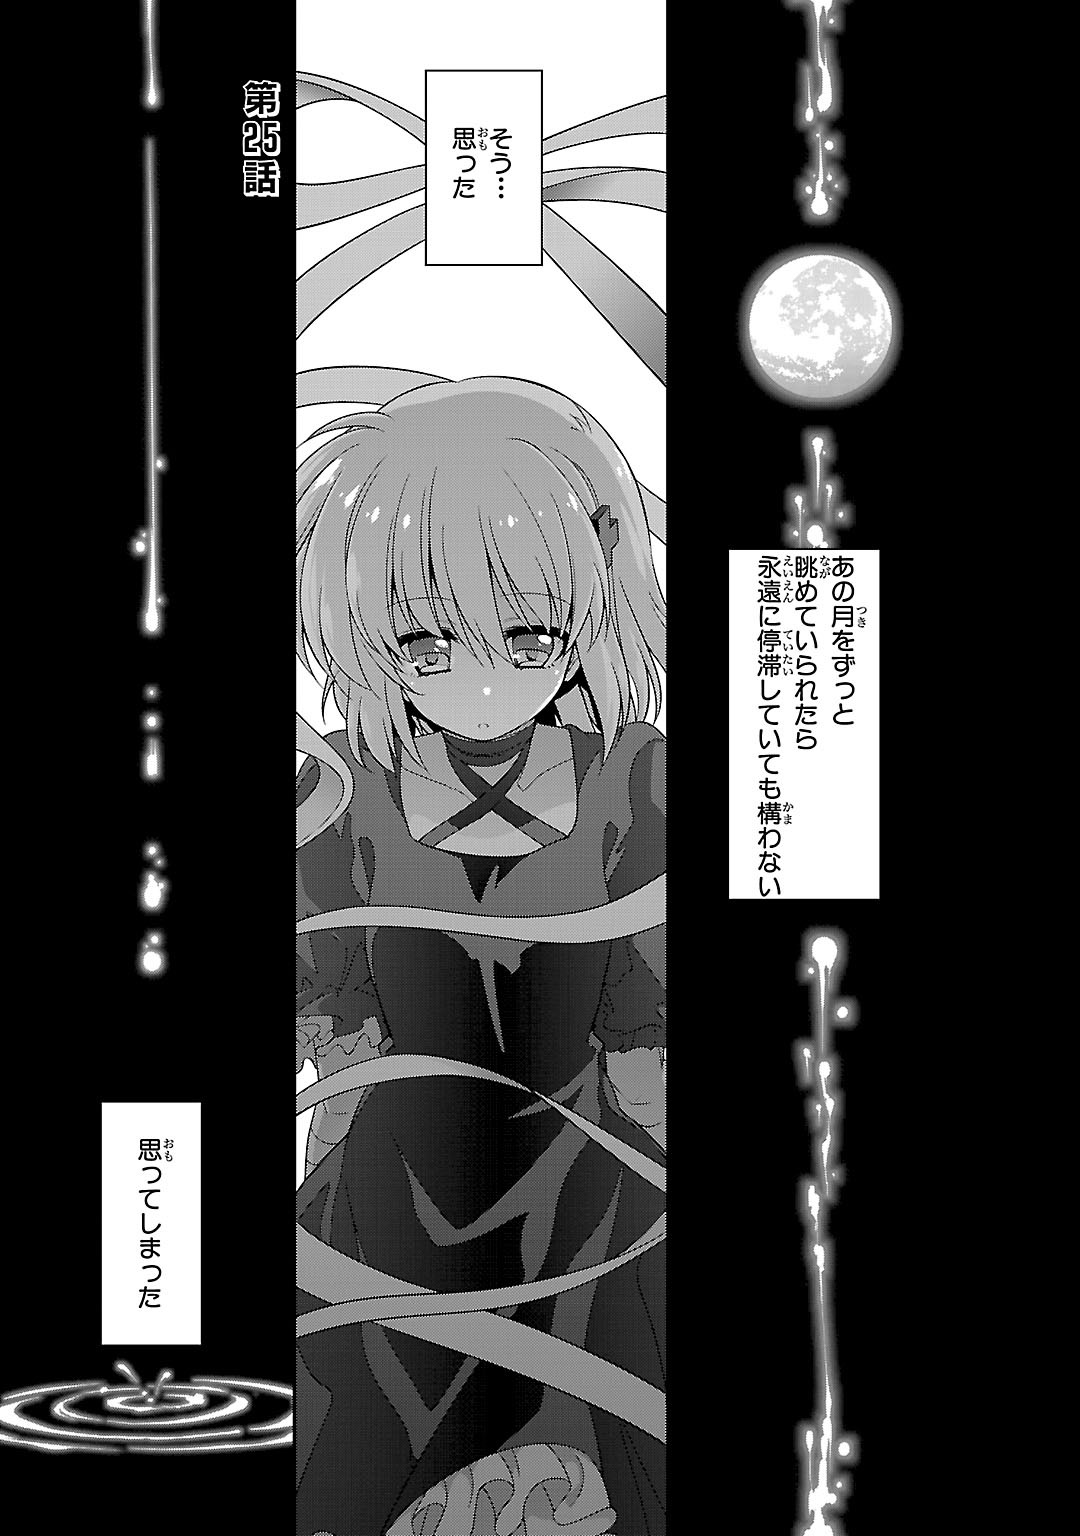 あの月をずっと
眺めていられたら
永遠に停滞していても構わない
そう…
思った
第25話
思ってしまった